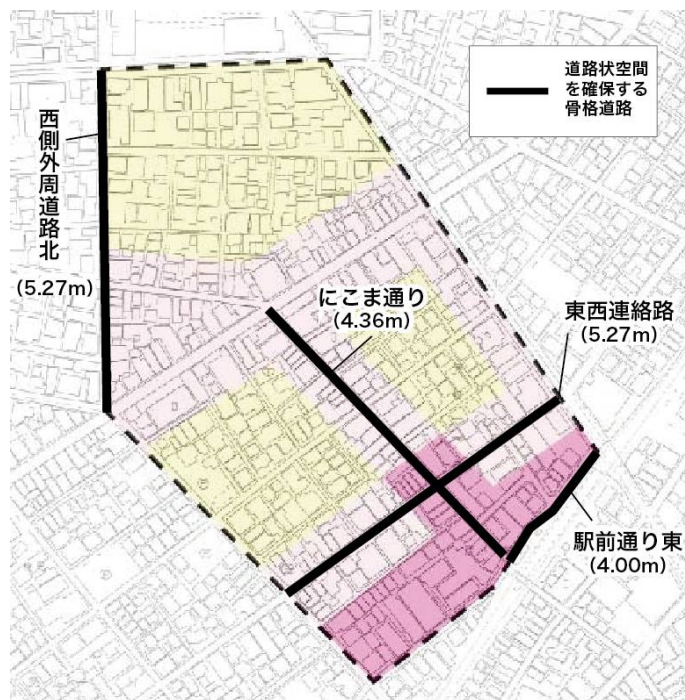 道路状空間
を確保する
骨格道路
西側外周道路北
(5.27m)
にこま通り
(4.36m)
東西連絡路
(5.27m)
駅前通り東
(4.00m)